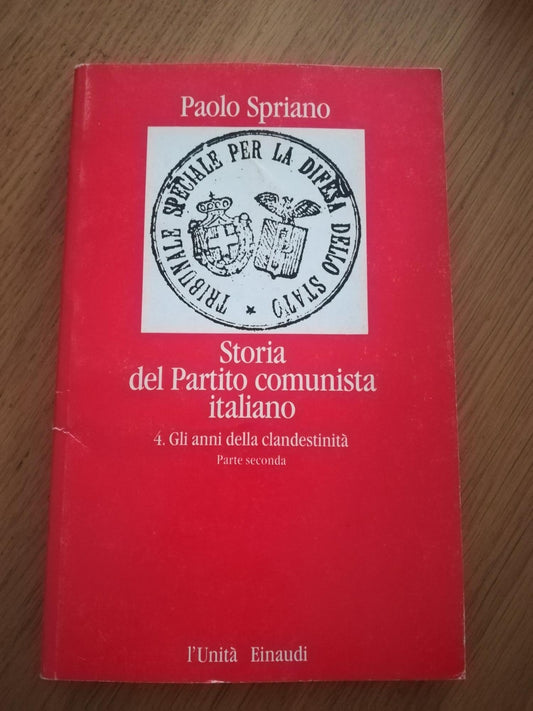 Paolo Spriano
TRIBUNALE SPECIALE PER LA DIFESA DELLO STATO
Storia
del Partito comunista
italiano
4. Gli anni della clandestinità
Parte seconda
l'Unità Einaudi